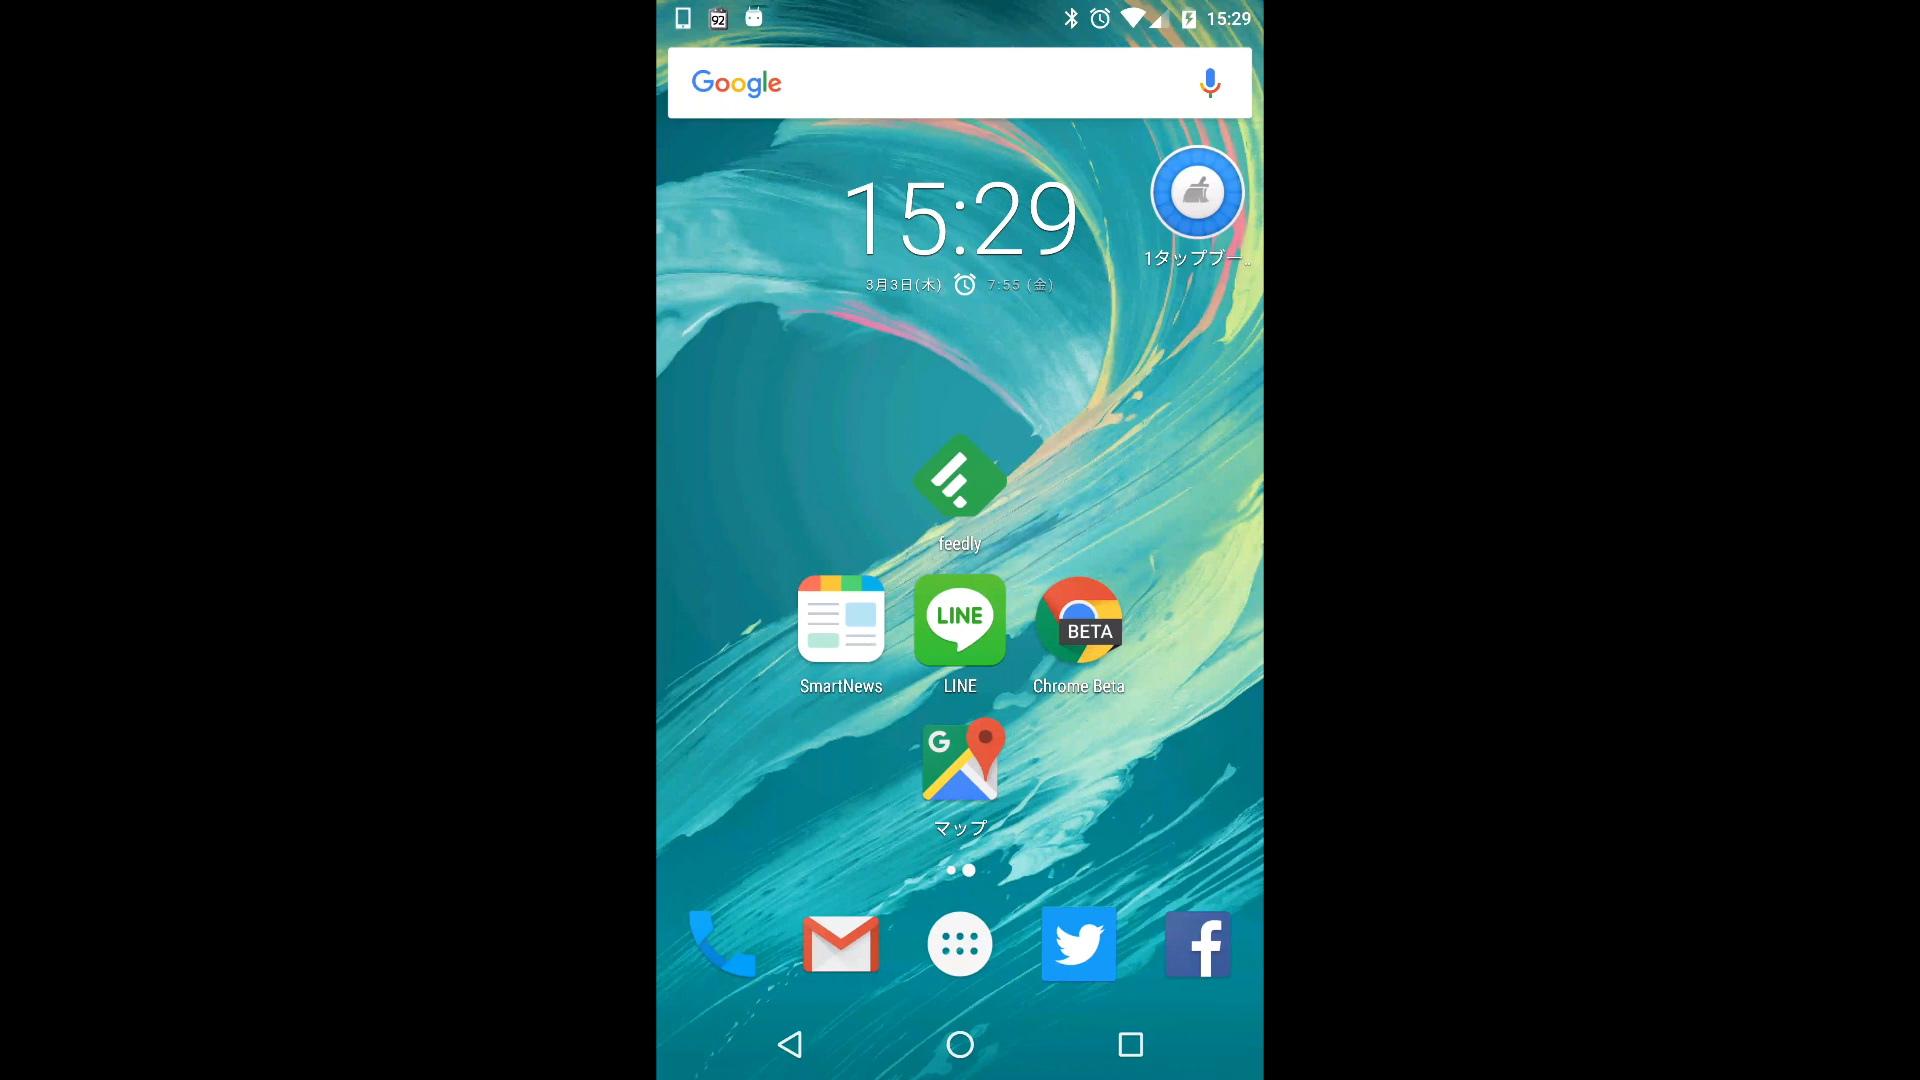 92
15:29
Google
15:29
1タップブー..
3月3日(木) 7:55 (金)
feedly
LINE
BETA
SmartNews
LINE
Chrome Beta
G
マップ